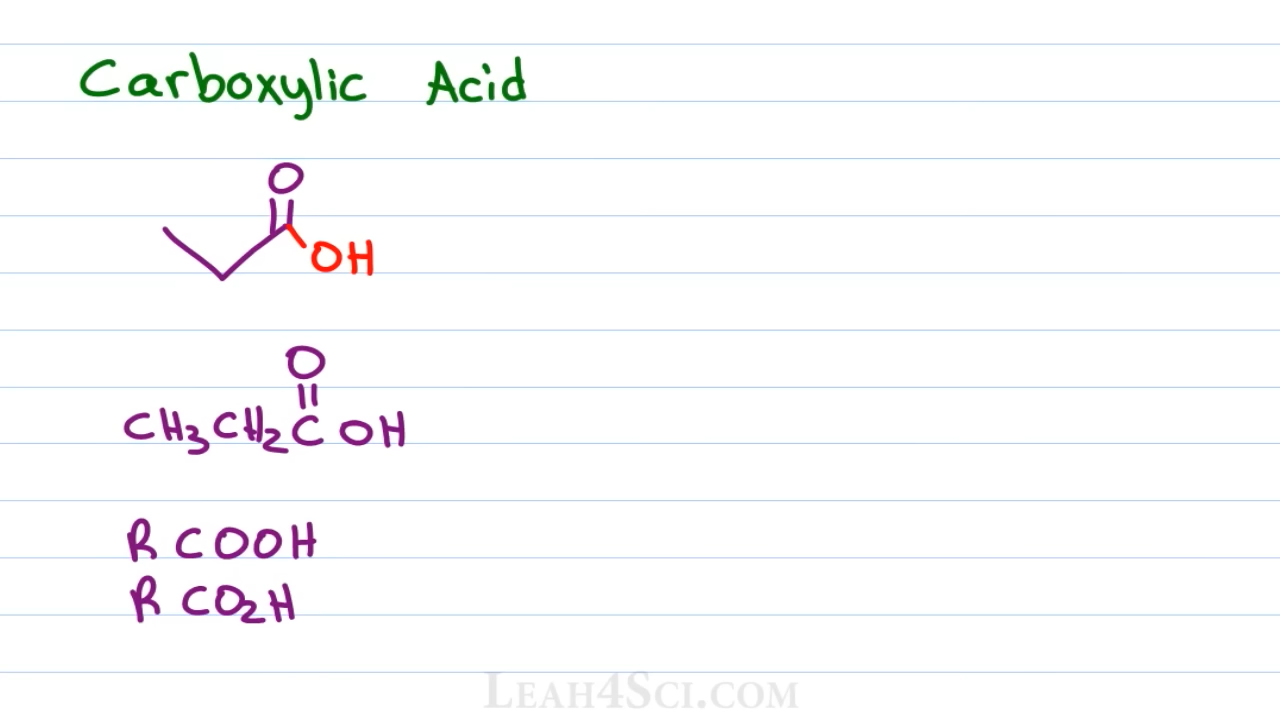 Carboxylic Acid
O
OH
O
CH3CH2C OH
R COOH
R CO2H
LEAH4SCI.COM